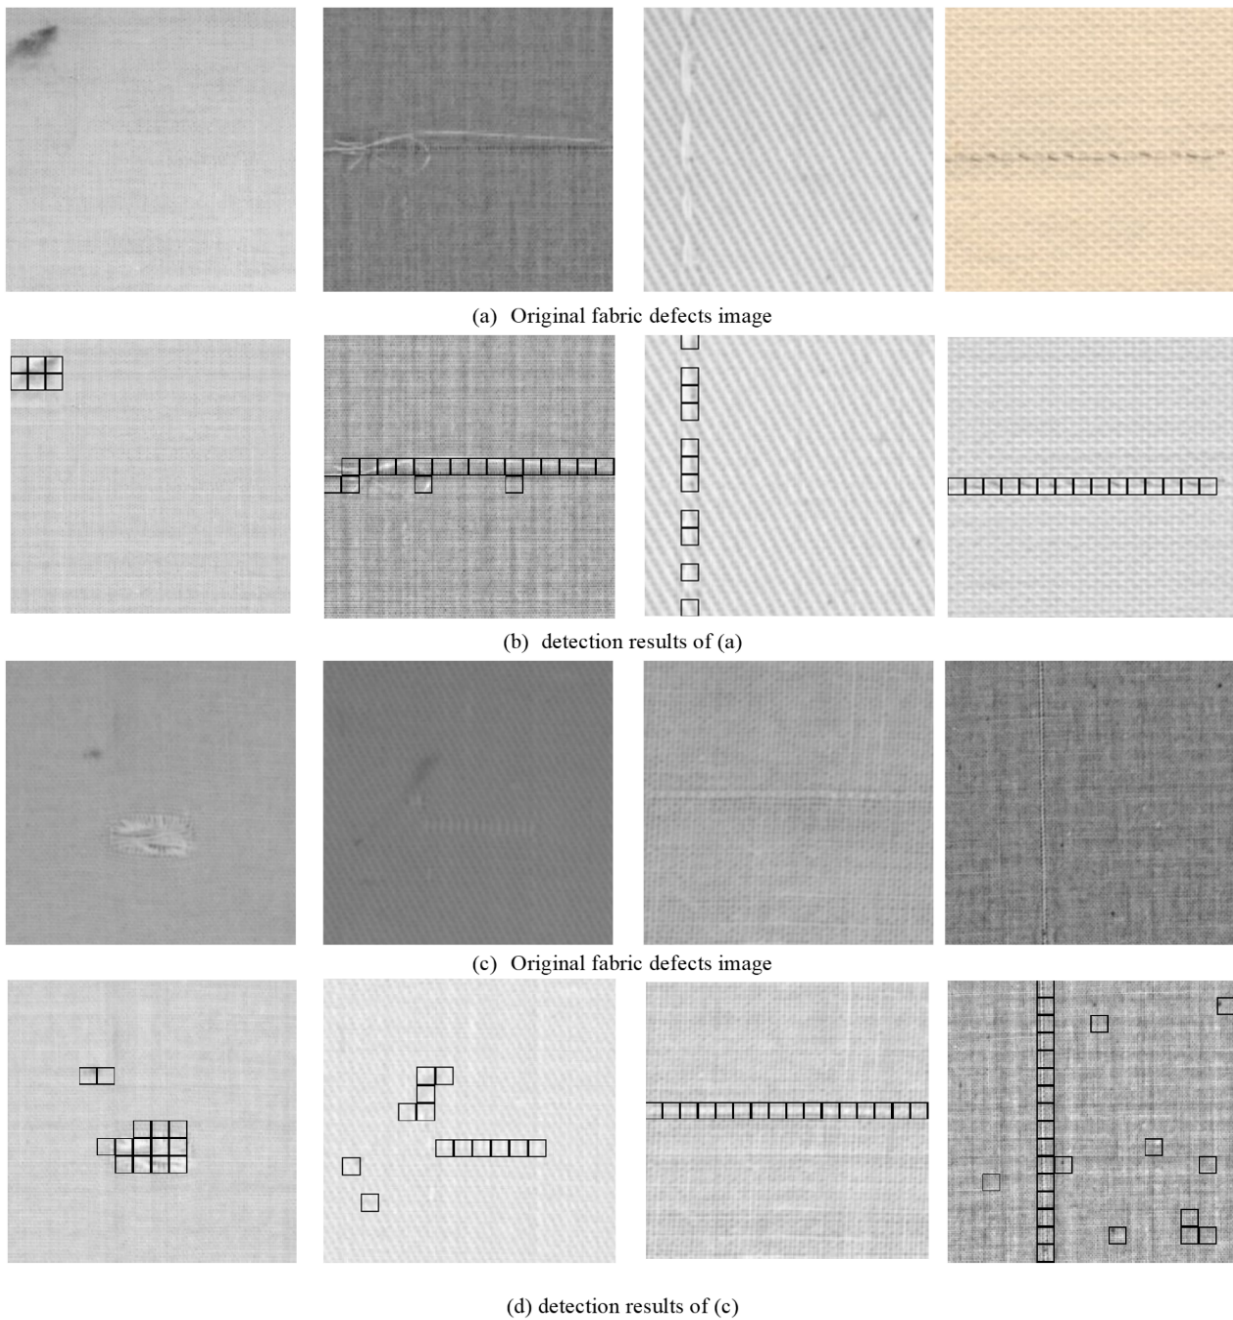 (a) Original fabric defects image
(b) detection results of (a)
(c) Original fabric defects image
(d) detection results of (c)